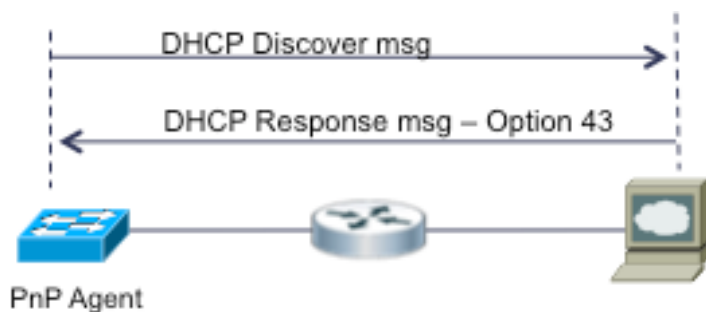 DHCP Discover msg
DHCP Response msg – Option 43
PnP Agent